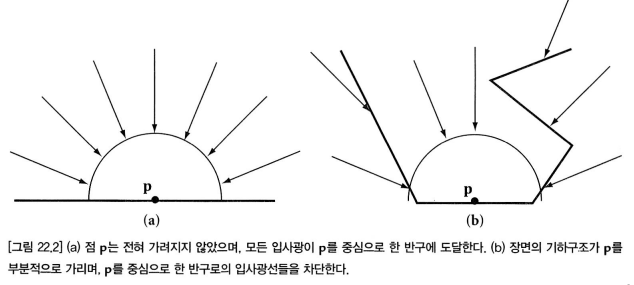 p
(a)
p
(b)
[그림 22.2] (a) 점 p는 전혀 가려지지 않았으며, 모든 입사광이 p를 중심으로 한 반구에 도달한다. (b) 장면의 기하구조가 p를
부분적으로 가리며, p를 중심으로 한 반구로의 입사광선들을 차단한다.